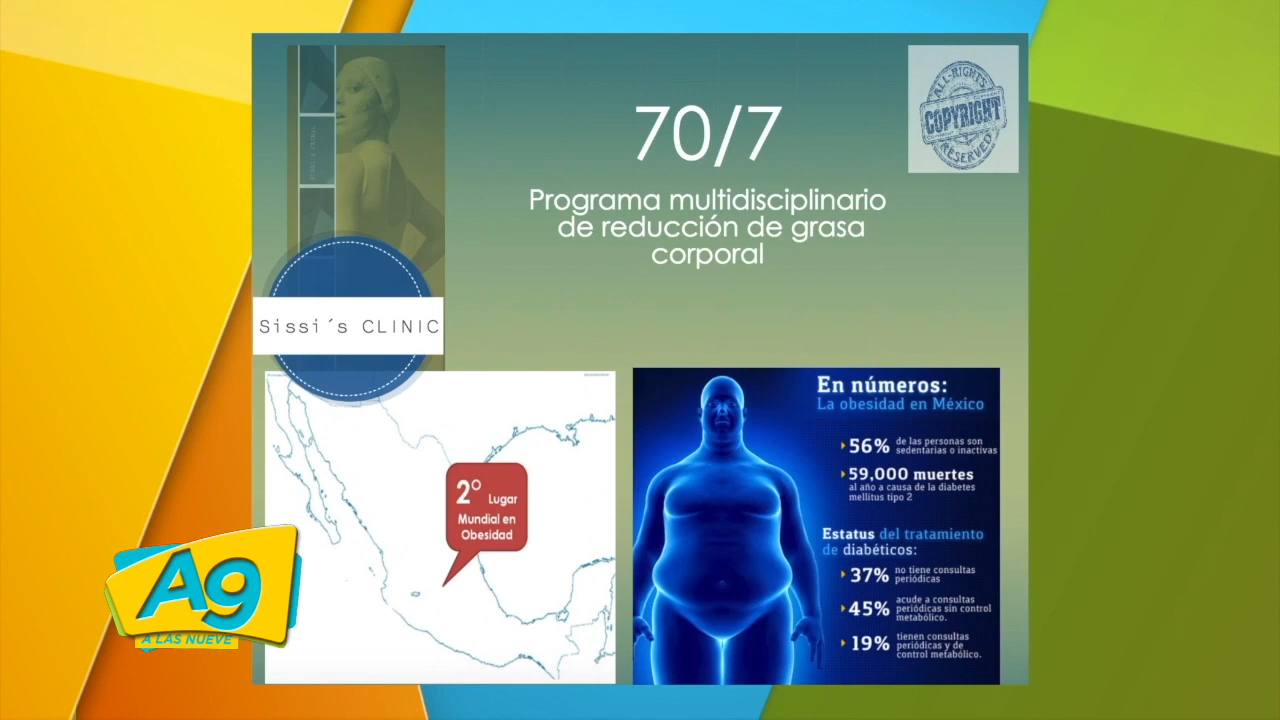 70/7
Programa multidisciplinario
de reducción de grasa
corporal
ALL-RIGHTS
COPYRIGHT
RESERVED
Sissi´s CLINIC
2° Lugar
Mundial en
Obesidad
En números:
La obesidad en México
56% de las personas son
sedentarias o inactivas
59,000 muertes
al año a causa de la diabetes
mellitus tipo 2
Estatus del tratamiento
de diabéticos:
37% no tiene consultas
periódicas
45% acude a consultas
periódicas sin control
metabólico.
19% tienen consultas
periódicas y de
control metabólico.
A9
A LAS NUEVE